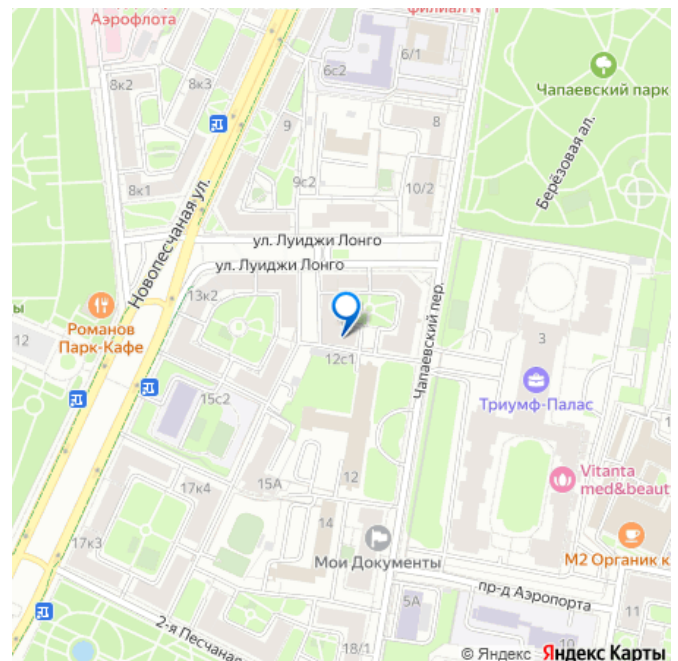 филиал № 1
Аэрофлота
6/1
6с2
8к2
8к3
Чапаевский парк
9
8
Берёзовая ал.
8к1
9с2
10/2
Новопесчаная ул.
ул. Луиджи Лонго
ул. Луиджи Лонго
13к2
Чапаевский пер.
ы
Романов
Парк-Кафе
12
3
12с1
15с2
Триумф-Палас
Vitanta
med&beaut
12
15А
17к4
14
17к3
Мои Документы
М2 Органик к
пр-д Аэропорта
5А
11
2-я Песчаная
18/1
10
© Яндекс Яндекс Карты